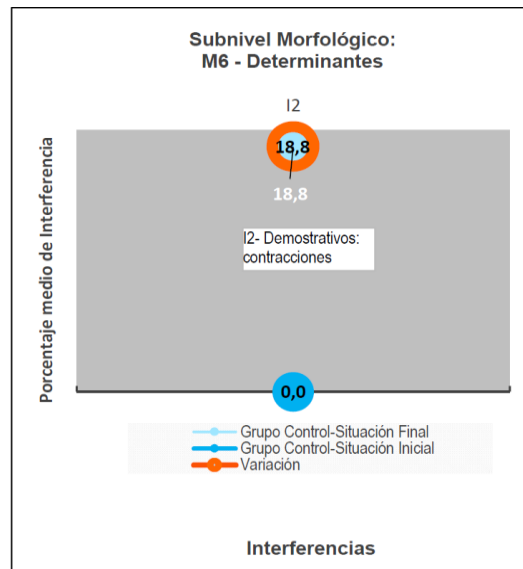 Subnivel Morfológico:
M6 - Determinantes
I2
18,8
18,8
I2- Demostrativos:
contracciones
Porcentaje medio de Interferencia
0,0
Grupo Control-Situación Final
Grupo Control-Situación Inicial
Variación
Interferencias